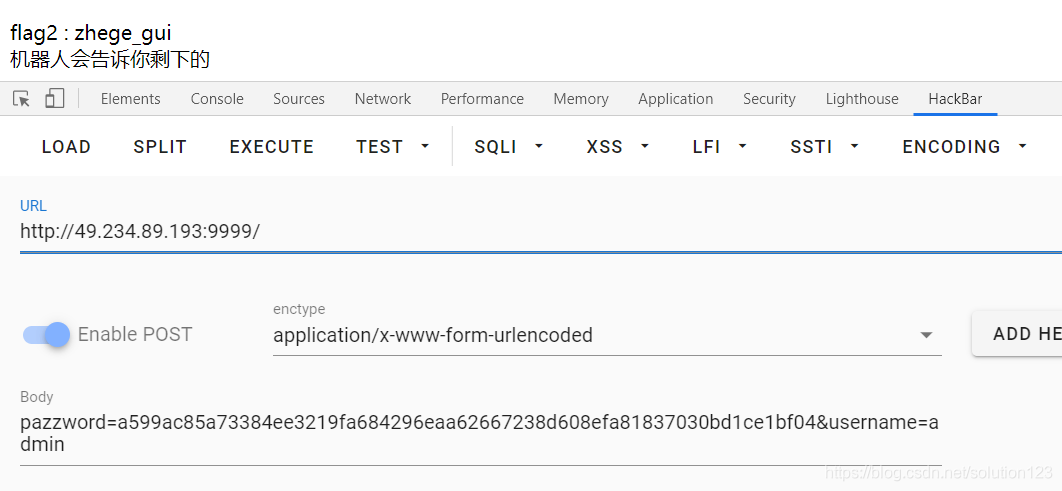 flag2 : zhege_gui
机器人会告诉你剩下的
Elements Console Sources Network Performance Memory Application Security Lighthouse HackBar
LOAD SPLIT EXECUTE TEST SQLI XSS LFI SSTI ENCODING
URL
http://49.234.89.193:9999/
enctype
Enable POST application/x-www-form-urlencoded ADD HE
Body
pazzword=a599ac85a73384ee3219fa684296eaa62667238d608efa81837030bd1ce1bf04&username=a
dmin
https://blog.csdn.net/solution123